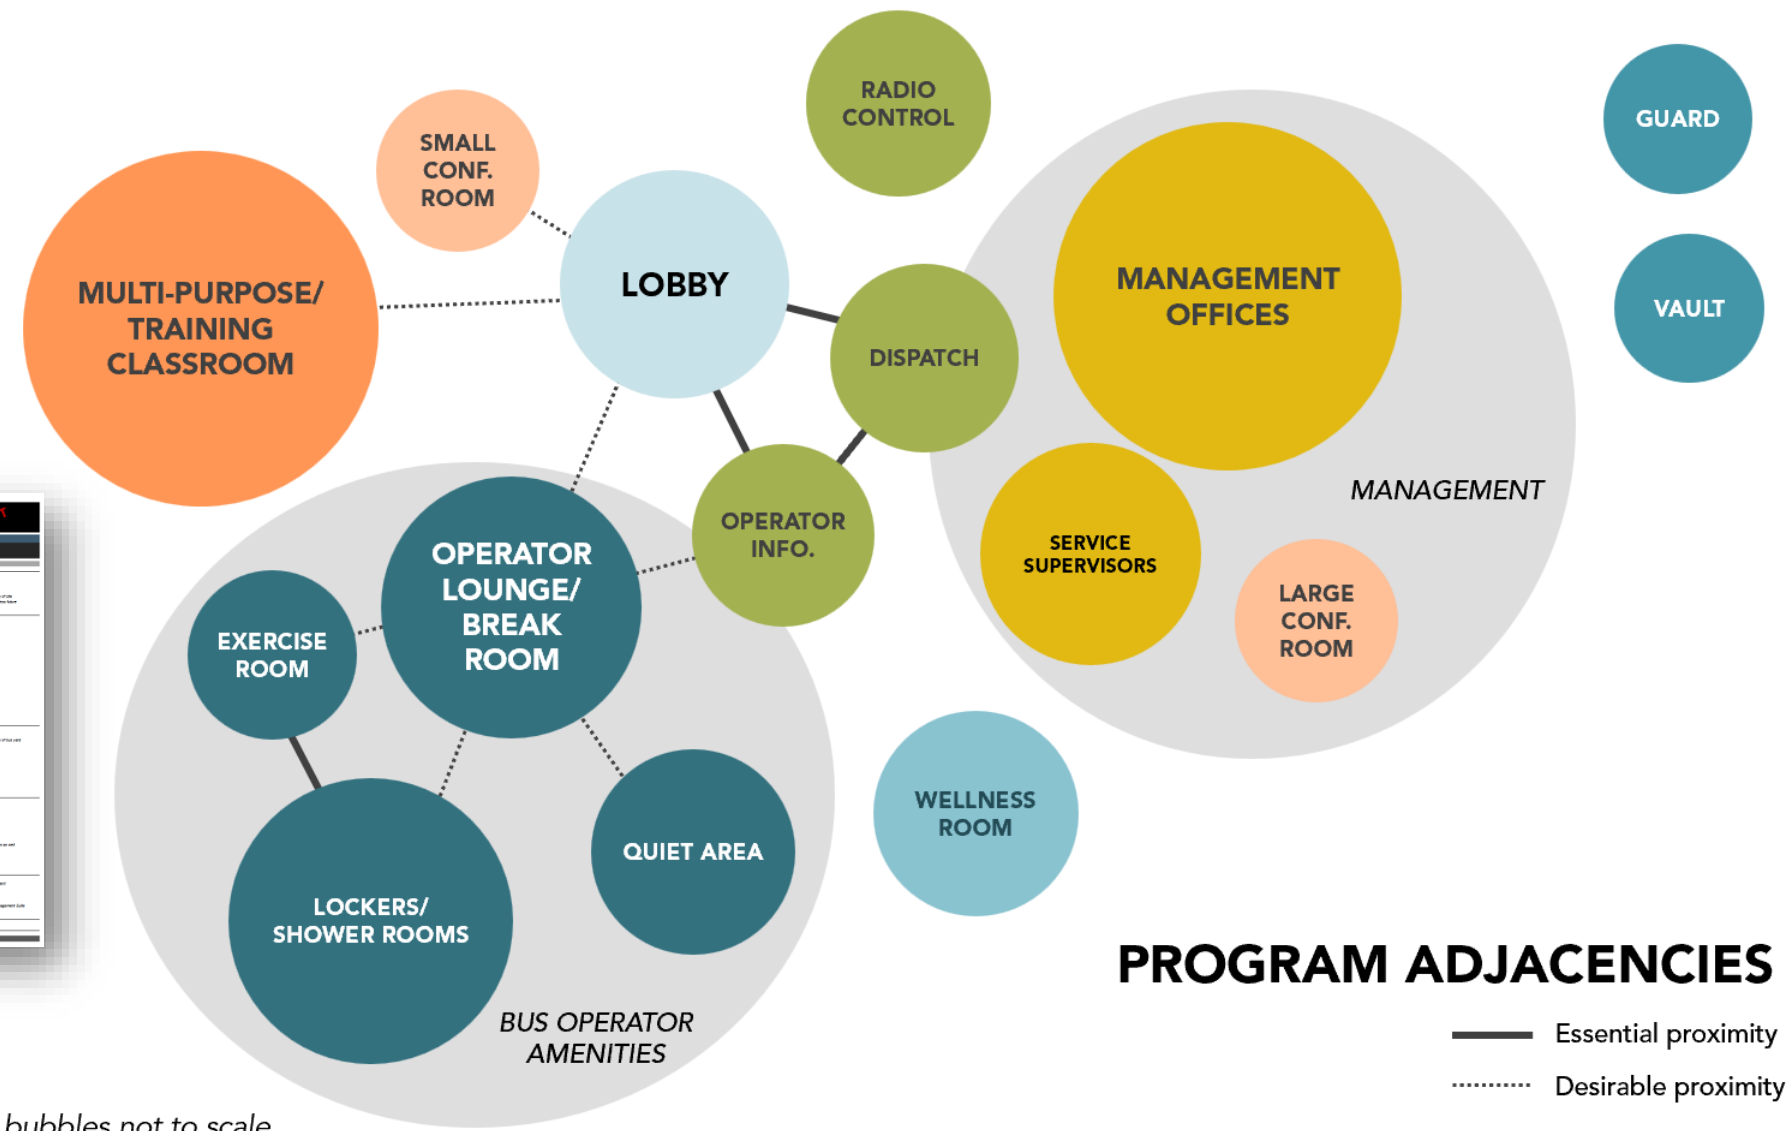 RADIO
CONTROL
GUARD
SMALL
CONF.
ROOM
LOBBY
MULTI-PURPOSE/
TRAINING
CLASSROOM
MANAGEMENT
OFFICES
VAULT
DISPATCH
MANAGEMENT
OPERATOR
INFO.
OPERATOR
LOUNGE/
BREAK
ROOM
SERVICE
SUPERVISORS
LARGE
CONF.
ROOM
EXERCISE
ROOM
WELLNESS
ROOM
QUIET AREA
LOCKERS/
SHOWER ROOMS
BUS OPERATOR
AMENITIES
PROGRAM ADJACENCIES
Essential proximity
Desirable proximity
bubbles not to scale